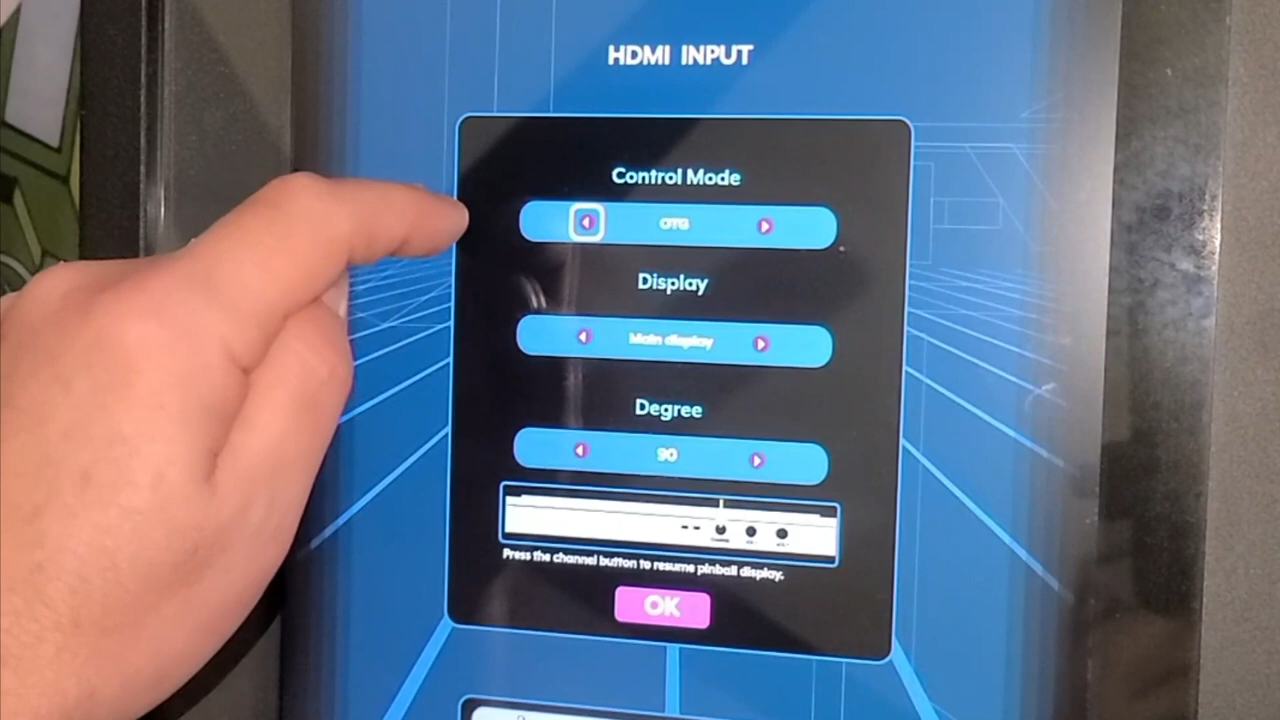 HDMI INPUT
Control Mode
OTG
Display
Main display
Degree
90
Press the channel button to resume pinball display.
OK